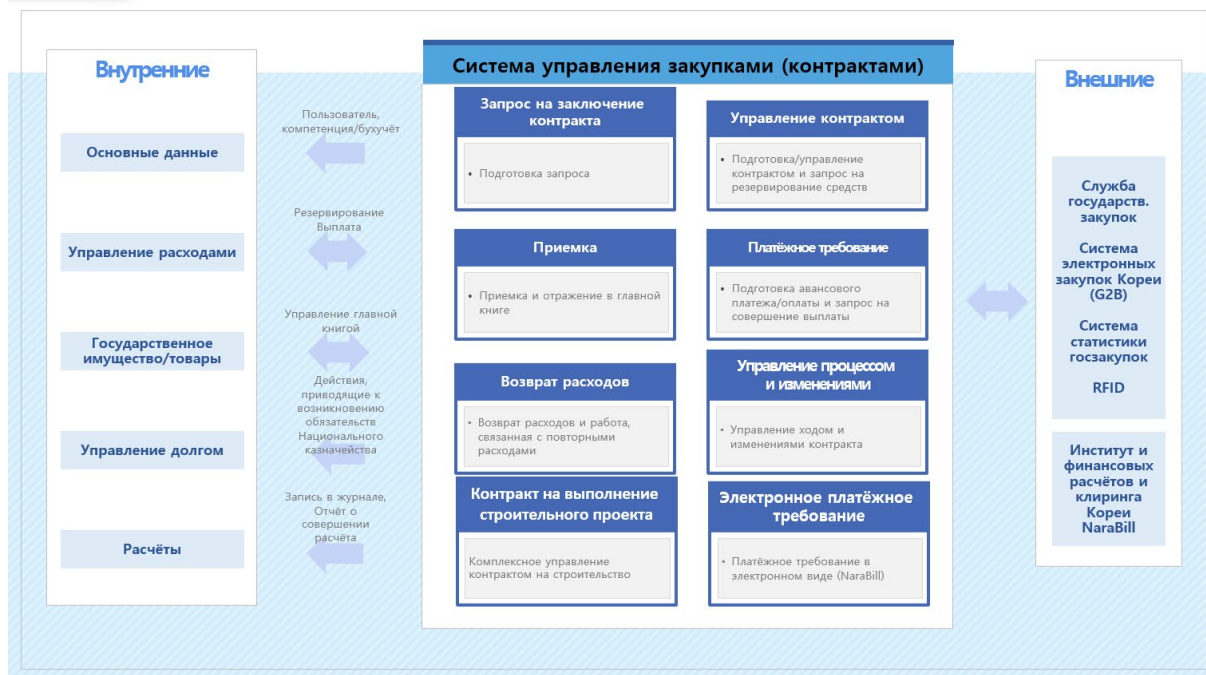 Внутренние
Основные данные
Управление расходами
Государственное
имущество/товары
Управление долгом
Расчёты
Пользователь,
компетенция/бухучёт
Резервирование
Выплата
Управление главной
книгой
Действия,
приводящие к
возникновению
обязательств
Национального
казначейства
Запись в журнале,
Отчёт о
совершении
расчёта
Система управления закупками (контрактами)
Запрос на заключение
контракта
• Подготовка запроса
Управление контрактом
• Подготовка/управление
контрактом и запрос на
резервирование средств
Приемка
• Приемка и отражение в главной
книге
Платёжное требование
• Подготовка авансового
платежа/оплаты и запрос на
совершение выплаты
Возврат расходов
• Возврат расходов и работа,
связанная с повторными
расходами
Управление процессом
и изменениями
• Управление ходом и
изменениями контракта
Контракт на выполнение
строительного проекта
Комплексное управление
контрактом на строительство
Электронное платёжное
требование
• Платёжное требование в
электронном виде (NaraBill)
Внешние
Служба
государств.
закупок
Система
электронных
закупок Кореи
(G2B)
Система
статистики
госзакупок
RFID
Институт и
финансовых
расчётов и
клиринга
Кореи
NaraBill